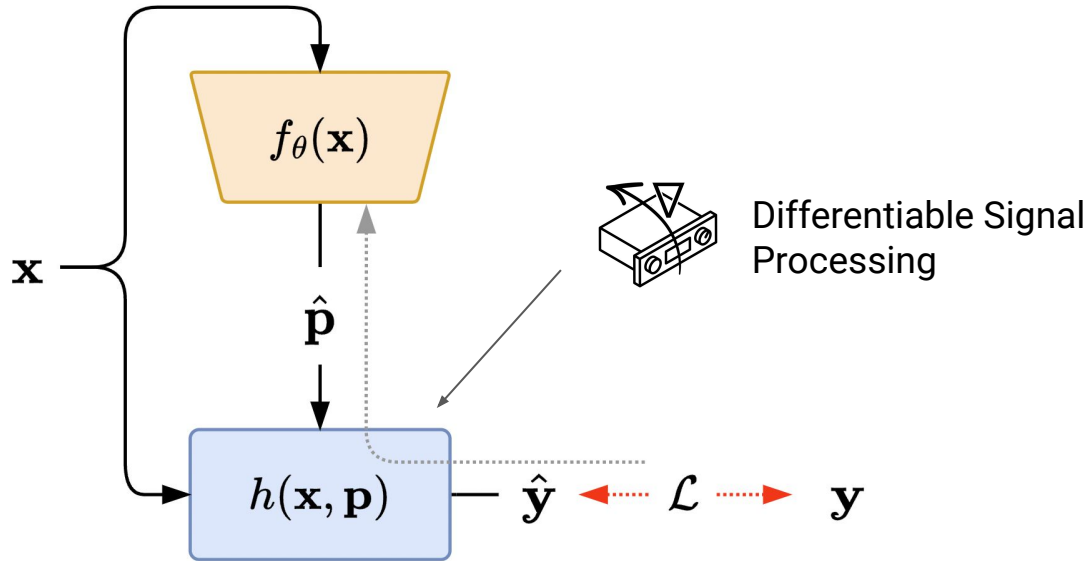 f_θ(𝐱)
Differentiable Signal
Processing
𝐱
𝐩̂
h(𝐱, 𝐩)
𝐲̂
ℒ
𝐲